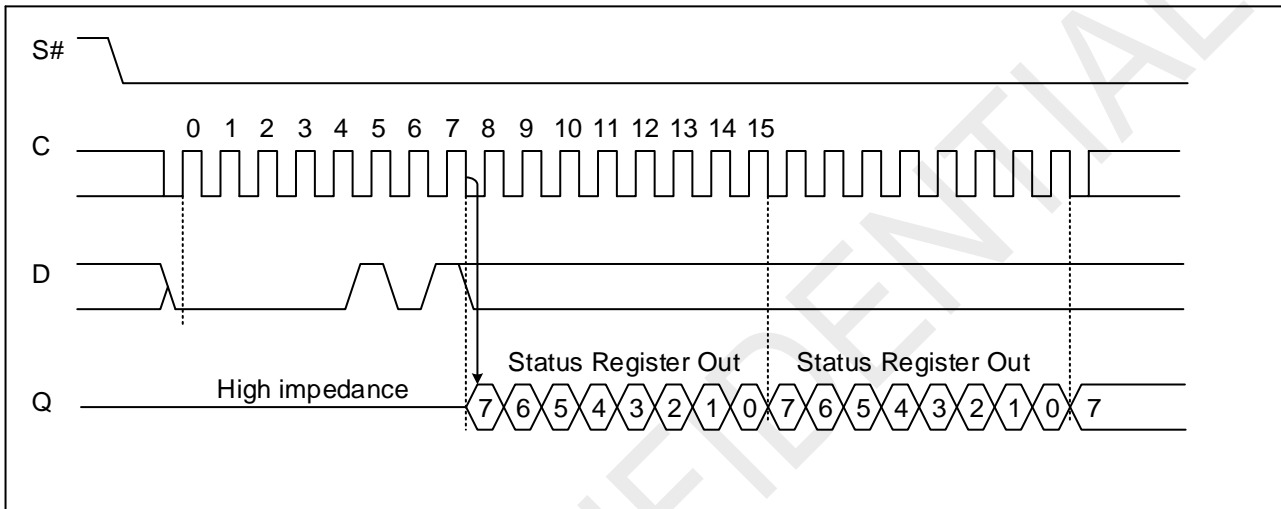 S#
0 1 2 3 4 5 6 7 8 9 10 11 12 13 14 15
C
D
Status Register Out Status Register Out
High impedance
Q
7 6 5 4 3 2 1 0 7 6 5 4 3 2 1 0 7
FIDENTIAL